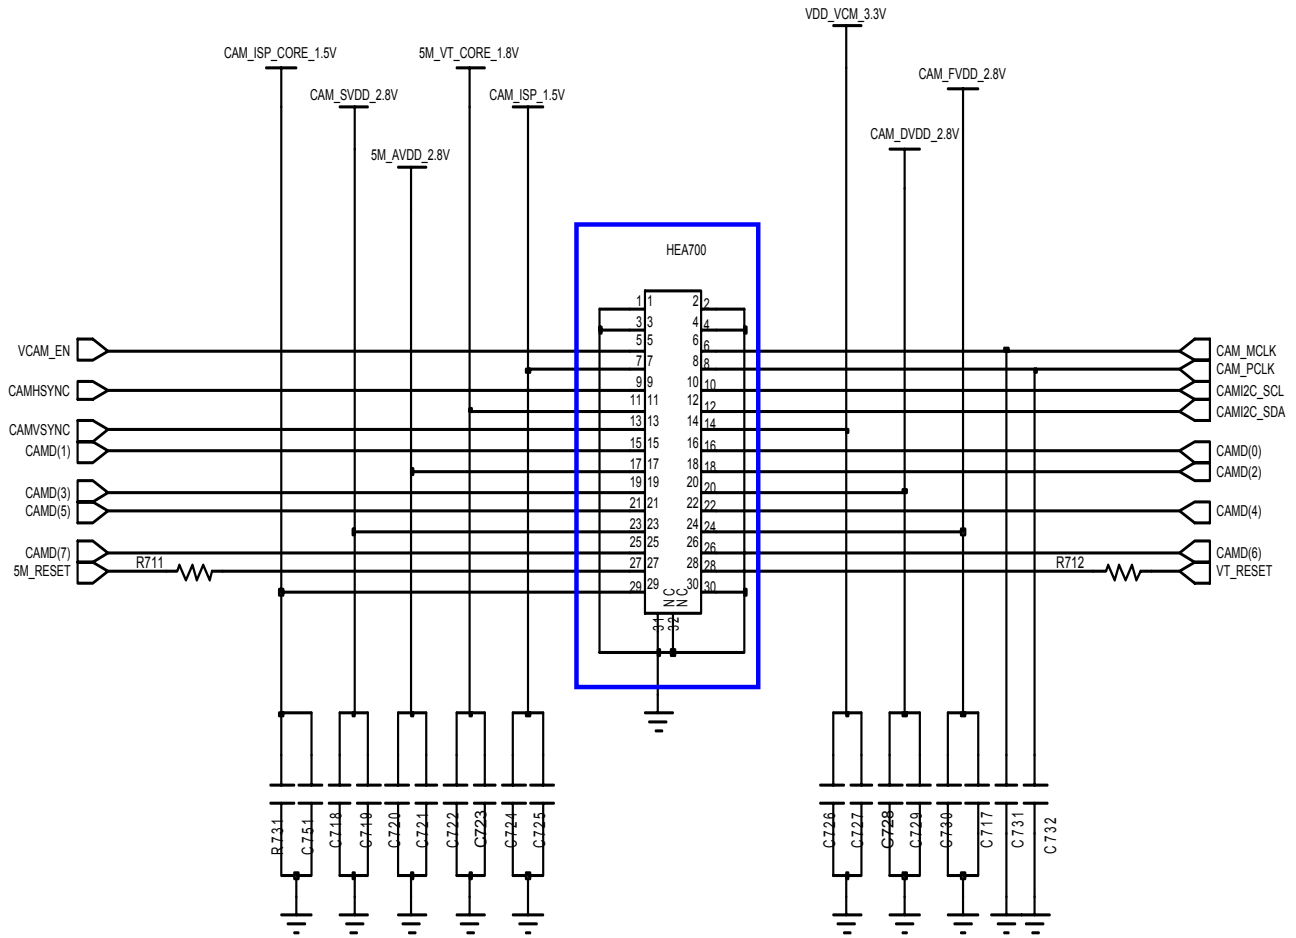 VDD_VCM_3.3V
CAM_ISP_CORE_1.5V
5M_VT_CORE_1.8V
CAM_FVDD_2.8V
CAM_SVDD_2.8V
CAM_ISP_1.5V
CAM_DVDD_2.8V
5M_AVDD_2.8V
HEA700
1 1 2 2
3 3 4 4
VCAM_EN 5 5 6 6 CAM_MCLK
7 7 8 8 CAM_PCLK
CAMHSYNC 9 9 10 10 CAMI2C_SCL
11 11 12 12 CAMI2C_SDA
CAMVSYNC 13 13 14 14
CAMD(1) 15 15 16 16 CAMD(0)
17 17 18 18 CAMD(2)
CAMD(3) 19 19 20 20
CAMD(5) 21 21 22 22 CAMD(4)
23 23 24 24
CAMD(7) 25 25 26 26 CAMD(6)
5M_RESET R711 27 27 28 28 R712 VT_RESET
29 29 30 30
NC
NC
31
32
R731
C751
C718
C719
C720
C721
C722
C723
C724
C725
C726
C727
C728
C729
C730
C717
C731
C732